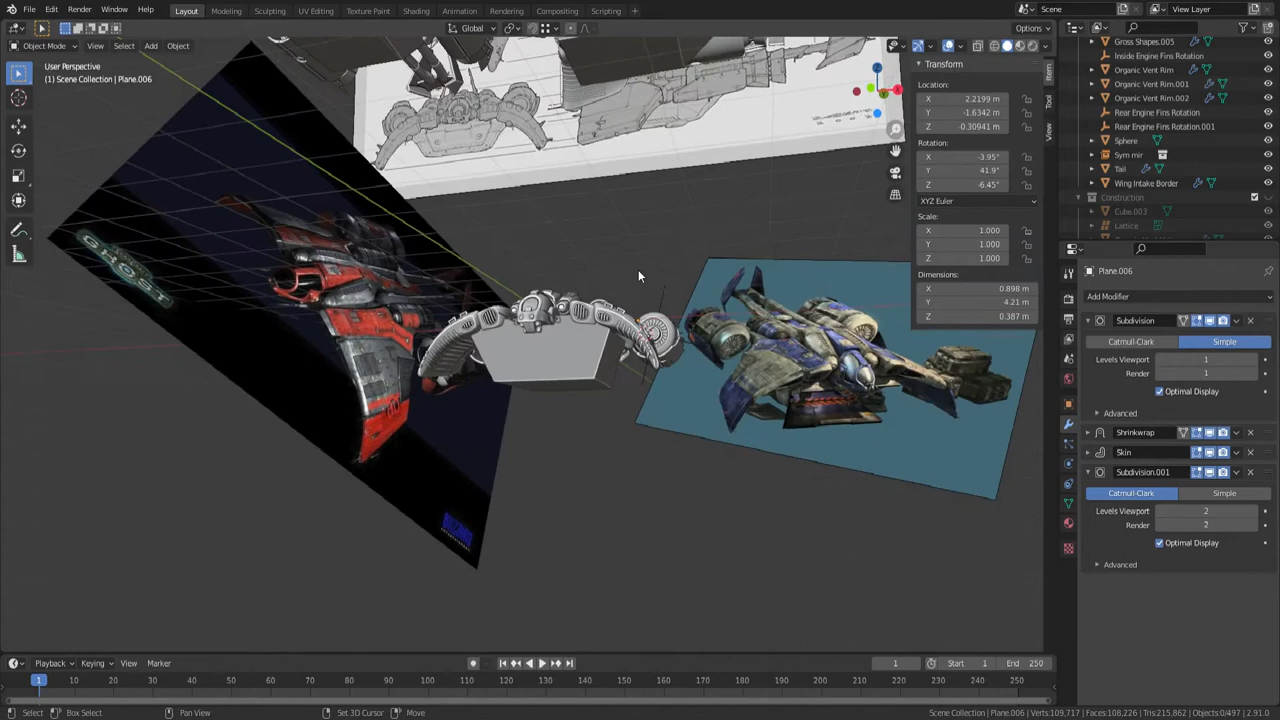 File Edit Render Window Help Layout Modeling Sculpting UV Editing Texture Paint Shading Animation Rendering Compositing Scripting + Scene View Layer
Global Options
Object Mode View Select Add Object
User Perspective
(1) Scene Collection | Plane.006
Transform
Location:
X 2.2199 m
Y -1.6342 m
Z -0.30941 m
Rotation:
X -3.95°
Y 41.9°
Z -6.45°
XYZ Euler
Scale:
X 1.000
Y 1.000
Z 1.000
Dimensions:
X 0.898 m
Y 4.21 m
Z 0.387 m
Item
Tool
View
Gross Shapes.005
Inside Engine Fins Rotation
Organic Vent Rim
Organic Vent Rim.001
Organic Vent Rim.002
Rear Engine Fins Rotation
Rear Engine Fins Rotation.001
Sphere
Sym mir
Tail
Wing Intake Border
Construction
Cube.003
Lattice
Plane.006
Add Modifier
Subdivision
Catmull-Clark Simple
Levels Viewport 1
Render 1
Optimal Display
Advanced
Shrinkwrap
Skin
Subdivision.001
Catmull-Clark Simple
Levels Viewport 2
Render 2
Optimal Display
Advanced
GHOST
BLIZZARD
ENTERTAINMENT
Z
X
Y
Playback Keying View Marker 1 Start 1 End 250
1 10 20 30 40 50 60 70 80 90 100 110 120 130 140 150 160 170 180 190 200 210 220 230 240 250
Select Box Select Pan View Set 3D Cursor Move Scene Collection | Plane.006 | Verts:109,717 | Faces:108,226 | Tris:215,862 | Objects:0/497 | 2.91.0